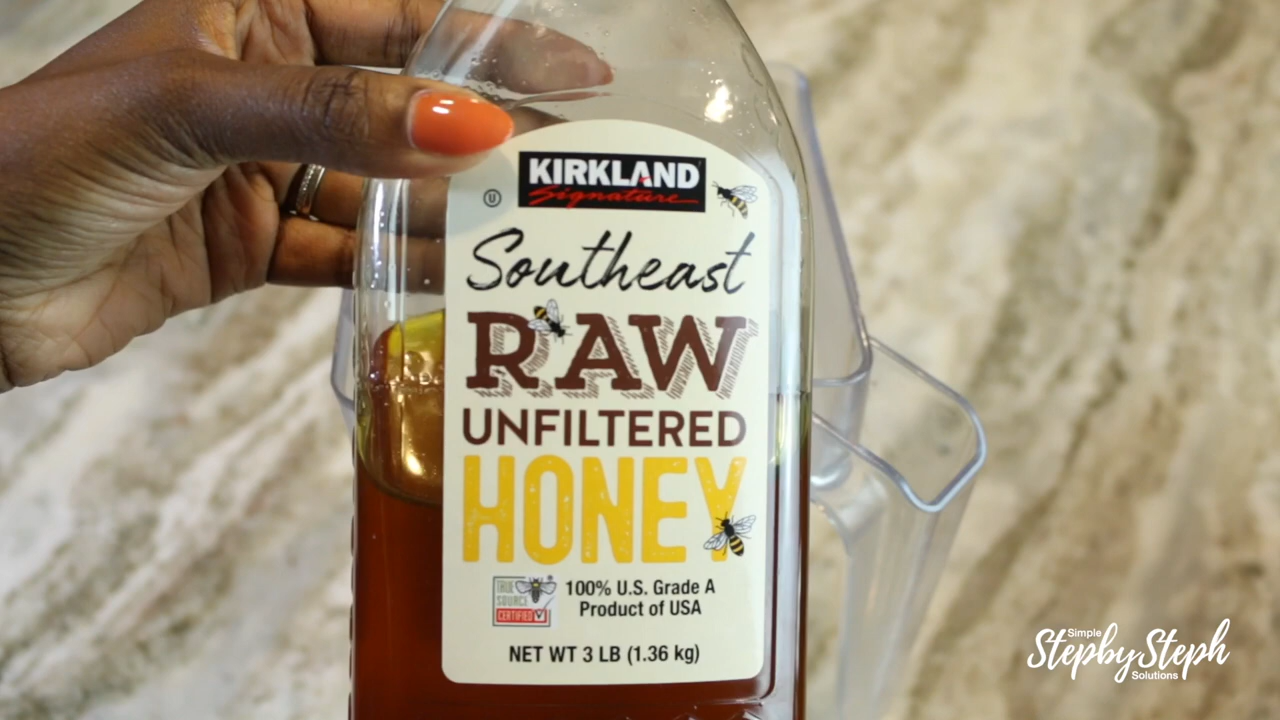 KIRKLAND
Signature
U
Southeast
RAW
UNFILTERED
HONEY
TRUE
SOURCE
CERTIFIED
100% U.S. Grade A
Product of USA
NET WT 3 LB (1.36 kg)
Simple
StepbySteph
Solutions